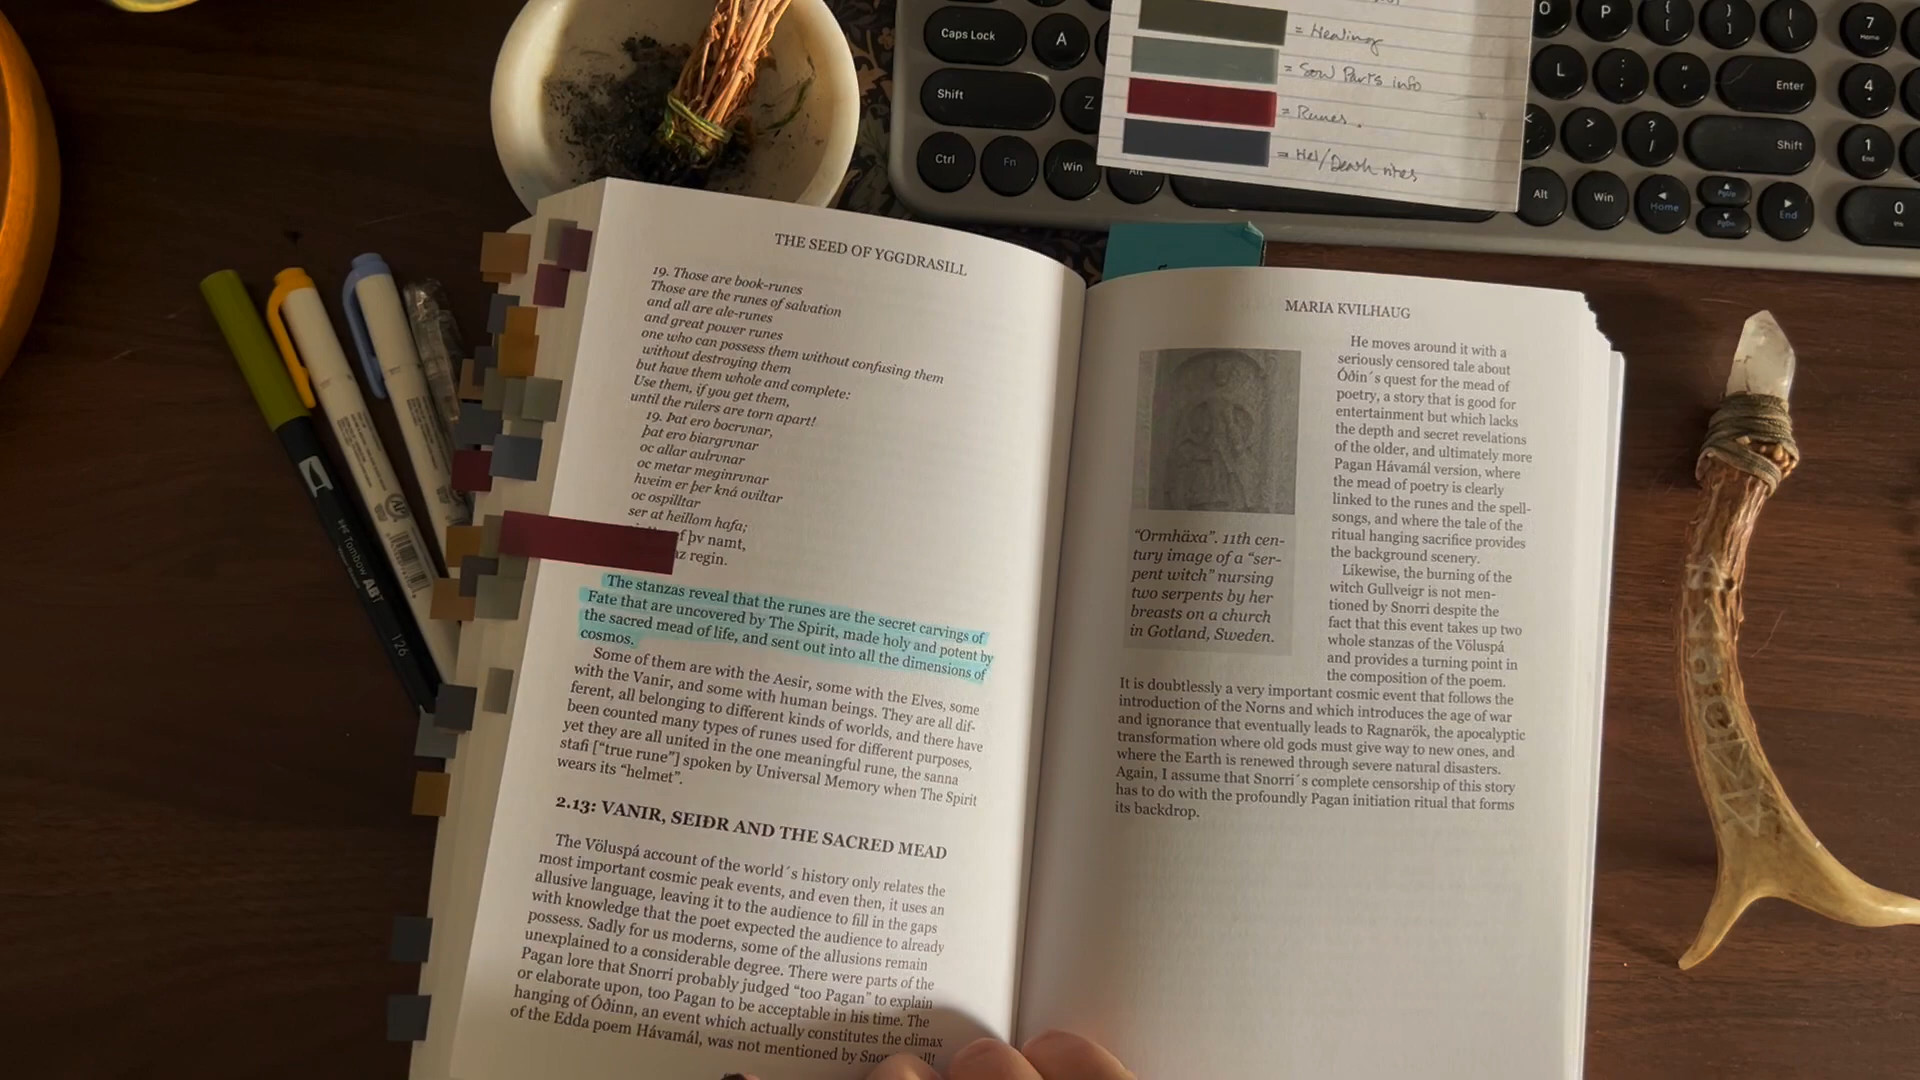 Caps Lock
A
Shift
Z
Ctrl
Fn
Win
Alt
= Healing
= Soul Parts info
= Runes.
= Hel/Death rites
O
P
{
[
}
]
|
\
7
Home
L
:
;
"
'
Enter
4
<
,
>
.
?
/
Shift
1
End
Alt
Win
Home
PgUp
PgDn
End
0
Ins
THE SEED OF YGGDRASILL
19. Those are book-runes
Those are the runes of salvation
and all are ale-runes
and great power runes
one who can possess them without confusing them
without destroying them
but have them whole and complete:
Use them, if you get them,
until the rulers are torn apart!
19. Þat ero bocrvnar,
þat ero biargrvnar
oc allar aulrvnar
oc metar meginrvnar
hveim er þer kná oviltar
oc ospilltar
ser at heillom hafa;
ef þv namt,
regin.
The stanzas reveal that the runes are the secret carvings of
Fate that are uncovered by The Spirit, made holy and potent by
the sacred mead of life, and sent out into all the dimensions of
cosmos.
Some of them are with the Aesir, some with the Elves, some
with the Vanir, and some with human beings. They are all dif-
ferent, all belonging to different kinds of worlds, and there have
been counted many types of runes used for different purposes,
yet they are all united in the one meaningful rune, the sanna
stafi ["true rune"] spoken by Universal Memory when The Spirit
wears its "helmet".
2.13: VANIR, SEIÐR AND THE SACRED MEAD
The Völuspá account of the world´s history only relates the
most important cosmic peak events, and even then, it uses an
allusive language, leaving it to the audience to fill in the gaps
with knowledge that the poet expected the audience to already
possess. Sadly for us moderns, some of the allusions remain
unexplained to a considerable degree. There were parts of the
Pagan lore that Snorri probably judged "too Pagan" to explain
or elaborate upon, too Pagan to be acceptable in his time. The
hanging of Óðinn, an event which actually constitutes the climax
of the Edda poem Hávamál, was not mentioned by
MARIA KVILHAUG
"Ormhäxa". 11th cen-
tury image of a "ser-
pent witch" nursing
two serpents by her
breasts on a church
in Gotland, Sweden.
He moves around it with a
seriously censored tale about
Óðin´s quest for the mead of
poetry, a story that is good for
entertainment but which lacks
the depth and secret revelations
of the older, and ultimately more
Pagan Hávamál version, where
the mead of poetry is clearly
linked to the runes and the spell-
songs, and where the tale of the
ritual hanging sacrifice provides
the background scenery.
Likewise, the burning of the
witch Gullveigr is not men-
tioned by Snorri despite the
fact that this event takes up two
whole stanzas of the Völuspá
and provides a turning point in
the composition of the poem.
It is doubtlessly a very important cosmic event that follows the
introduction of the Norns and which introduces the age of war
and ignorance that eventually leads to Ragnarök, the apocalyptic
transformation where old gods must give way to new ones, and
where the Earth is renewed through severe natural disasters.
Again, I assume that Snorri´s complete censorship of this story
has to do with the profoundly Pagan initiation ritual that forms
its backdrop.
Tombow ABT
126